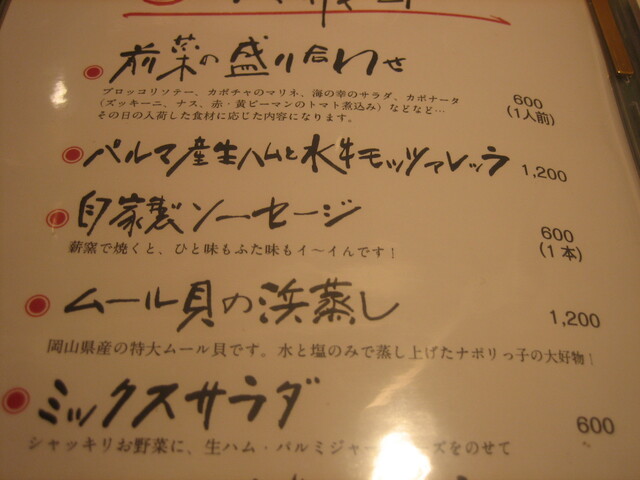 前菜の盛り合わせ
ブロッコリソテー、カボチャのマリネ、海の幸のサラダ、カポナータ
(ズッキーニ、ナス、赤・黄ピーマンのトマト煮込み)などなど…
その日の入荷した食材に応じた内容になります。
600
(1人前)
パルマ産生ハムと水牛モッツァレッラ 1,200
自家製ソーセージ
薪窯で焼くと、ひと味もふた味もイ〜イんです!
600
(1本)
ムール貝の浜蒸し 1,200
岡山県産の特大ムール貝です。水と塩のみで蒸し上げたナポリっ子の大好物!
ミックスサラダ 600
シャッキリお野菜に、生ハム・パルミジャー ズをのせて